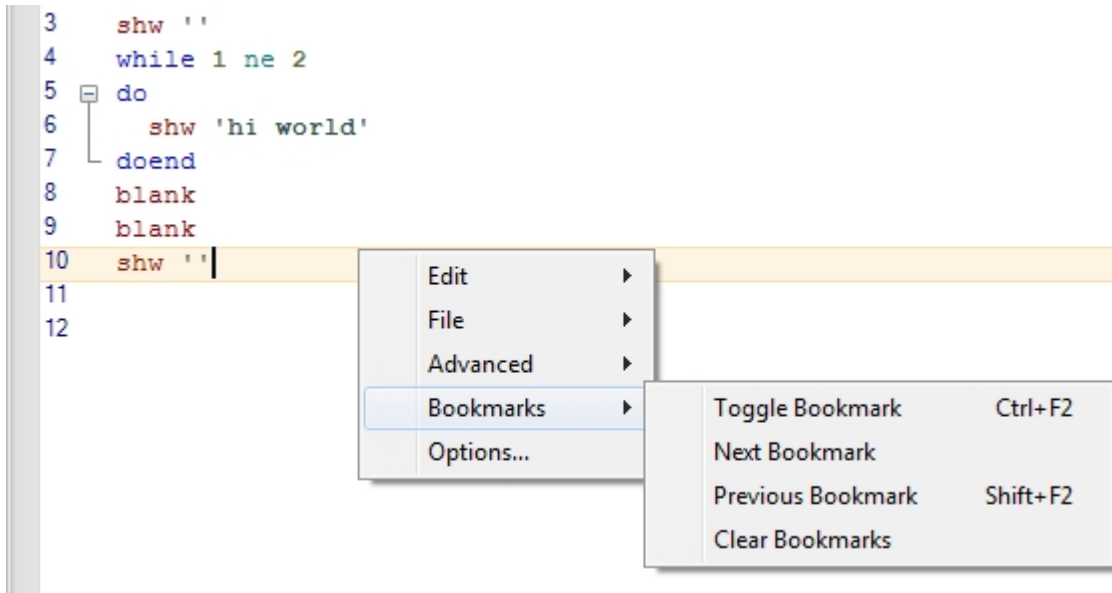 3 shw ''
4 while 1 ne 2
5 do
6 shw 'hi world'
7 doend
8 blank
9 blank
10 shw ''
11
12
Edit
File
Advanced
Bookmarks
Options...
Toggle Bookmark Ctrl+F2
Next Bookmark
Previous Bookmark Shift+F2
Clear Bookmarks